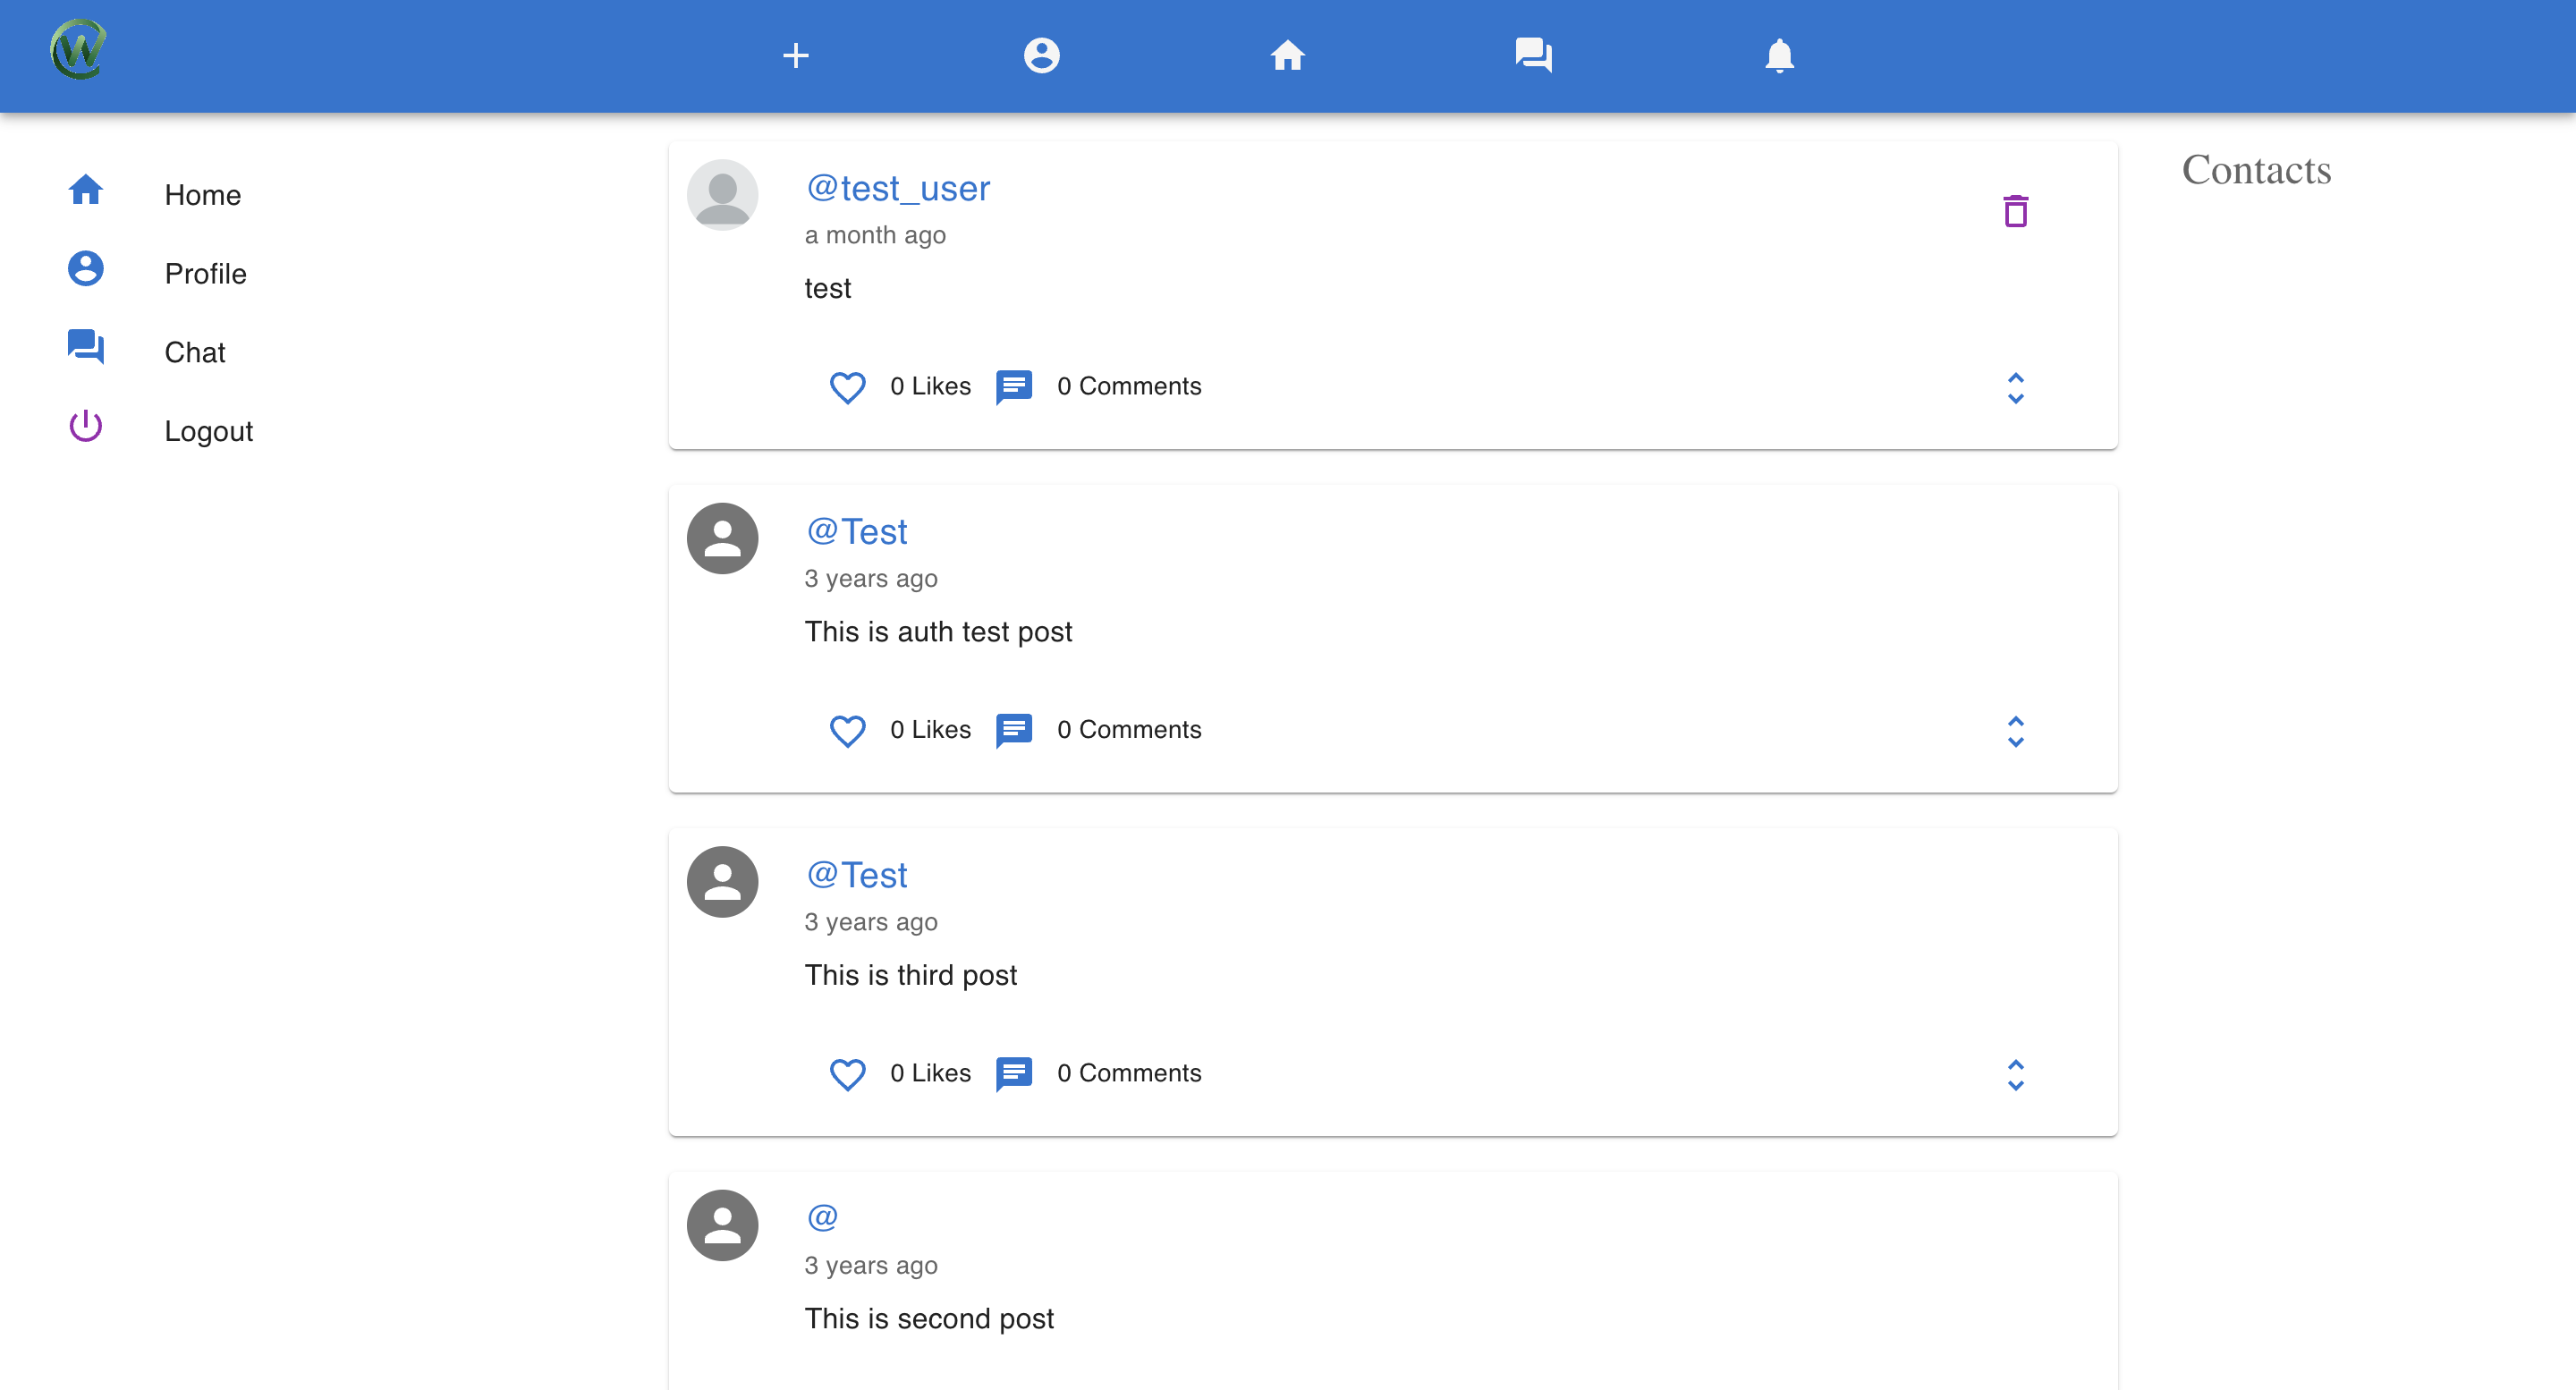 W
Home
Profile
Chat
Logout
@test_user
a month ago
test
0 Likes
0 Comments
@Test
3 years ago
This is auth test post
0 Likes
0 Comments
@Test
3 years ago
This is third post
0 Likes
0 Comments
@
3 years ago
This is second post
Contacts